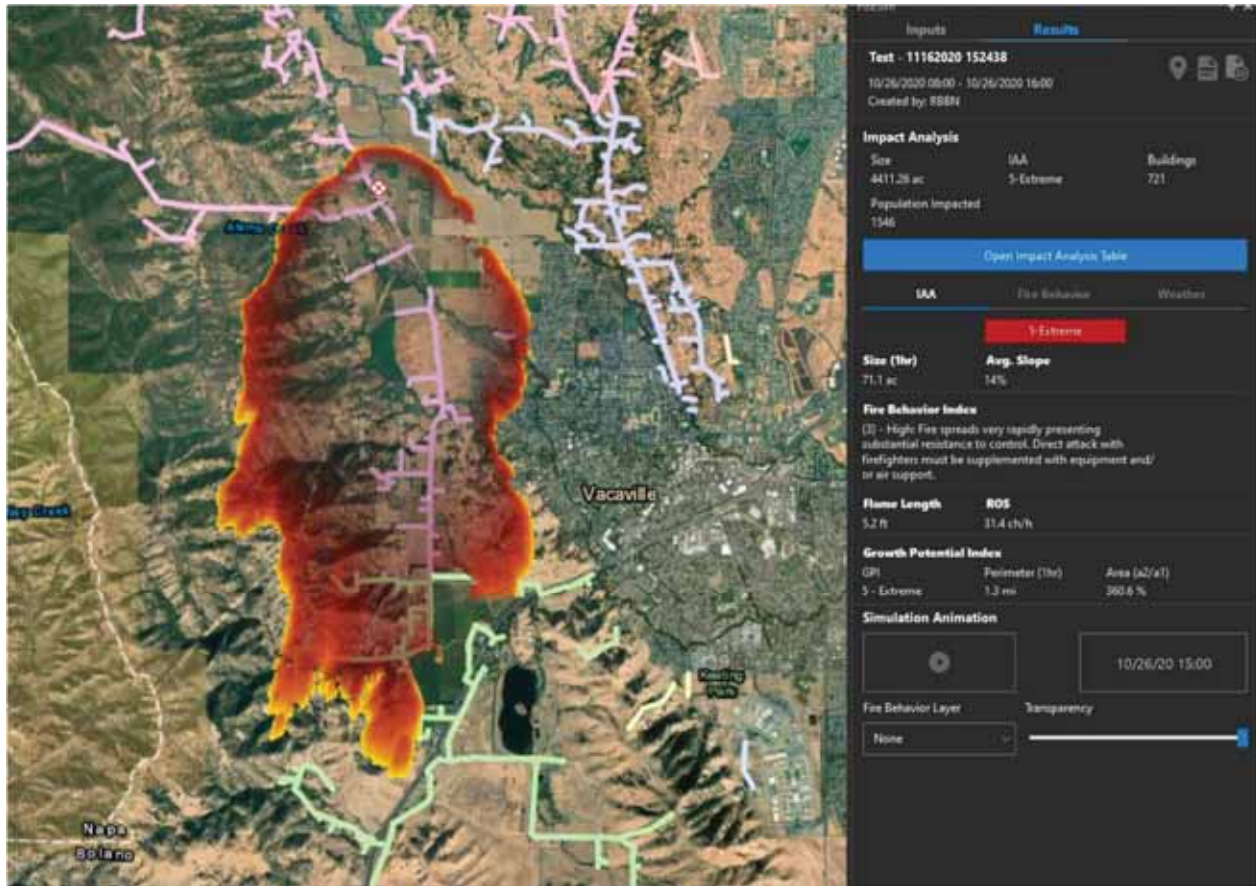 Vacaville
Keating
Park
Napa
Solano
Inputs
Results
Test - 11162020 152438
10/26/2020 08:00 - 10/26/2020 16:00
Created by: RBBN
Impact Analysis
Size
IAA
Buildings
4411.26 ac
5-Extreme
721
Population Impacted
1546
Open Impact Analysis Table
IAA
Fire Behavior
Weather
5-Extreme
Size (1hr)
Avg. Slope
71.1 ac
14%
Fire Behavior Index
(3) - High: Fire spreads very rapidly presenting
substantial resistance to control. Direct attack with
firefighters must be supplemented with equipment and/
or air support.
Flame Length
ROS
5.2 ft
31.4 ch/h
Growth Potential Index
GPI
Perimeter (1hr)
Area (a2/a1)
5 - Extreme
1.3 mi
360.6 %
Simulation Animation
10/26/20 15:00
Fire Behavior Layer
Transparency
None